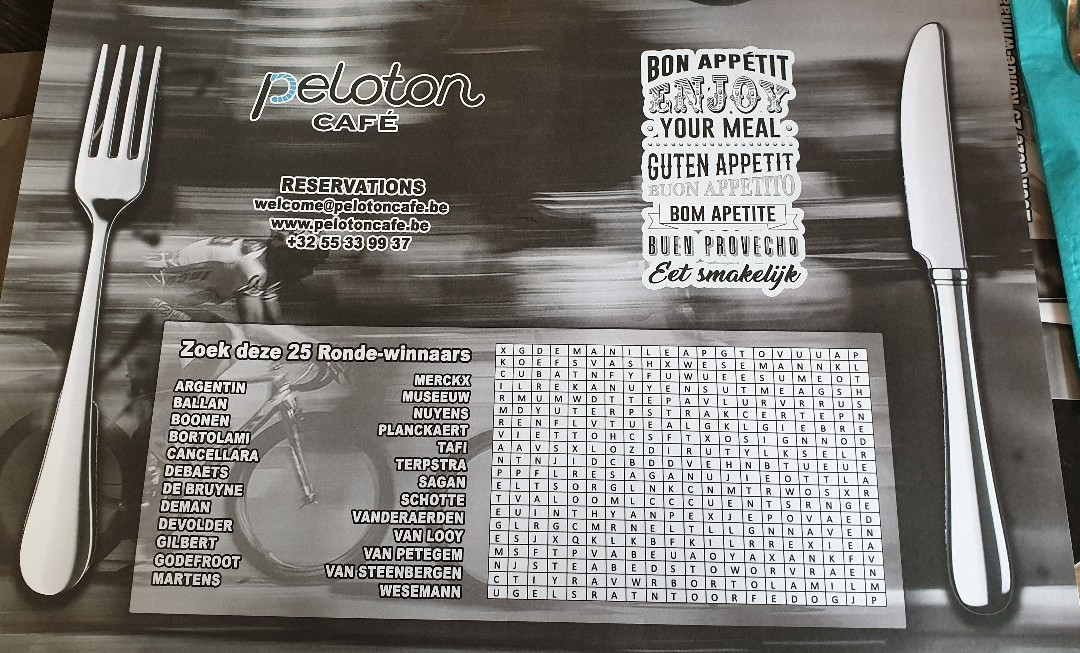 peloton
CAFÉ
RESERVATIONS
welcome@pelotoncafe.be
www.pelotoncafe.be
+32 55 33 99 37
BON APPÉTIT
ENJOY
YOUR MEAL
GUTEN APPETIT
BUON APPETITO
BOM APETITE
BUEN PROVECHO
Eet smakelijk
Zoek deze 25 Ronde-winnaars
ARGENTIN
BALLAN
BOONEN
BORTOLAMI
CANCELLARA
DEBAETS
DE BRUYNE
DEMAN
DEVOLDER
GILBERT
GODEFROOT
MARTENS
MERCKX
MUSEEUW
NUYENS
PLANCKAERT
TAFI
TERPSTRA
SAGAN
SCHOTTE
VANDERAERDEN
VAN LOOY
VAN PETEGEM
VAN STEENBERGEN
WESEMANN
X G D E M A N I L E A P G T O V U U A P
K O E F S V A S H X W E S E M A N N K L
C U B A T N F Y F U W U E E S U M E O T
I L R E K A N U Y E N S U T M E A G S H
R M U M W D T T E P A V L U R V R R U S
M D Y U T E R P S T R A K C E R T E P N
R E N F L V T U E A L G K L G I E B R E
V I E T T O H C S F T X O S I G N N O D
A A V S X L O Z D I R U T Y L K S E L R
N T N J I D C B D D V E H N B T U E U E
P P F L R E S A G A N U J I E O T T L A
E L T S O R G L N K C N M T R W O S X R
T V A L O O M L C C C U E N T S R N G E
E U I N T H Y A N P E X J E P O V A E D
G L R G C M R N E L T L L G N N A V E N
E S J X Q K L K B F K I L R R E X I E A
M S F T P V A B E U A O Y A X A N K F V
N J S T E A B E D S T O W O R V R A E N
C T I Y R A V W R B O R T O L A M I L M
U G E L S R A T N T O O R F E D O G J P